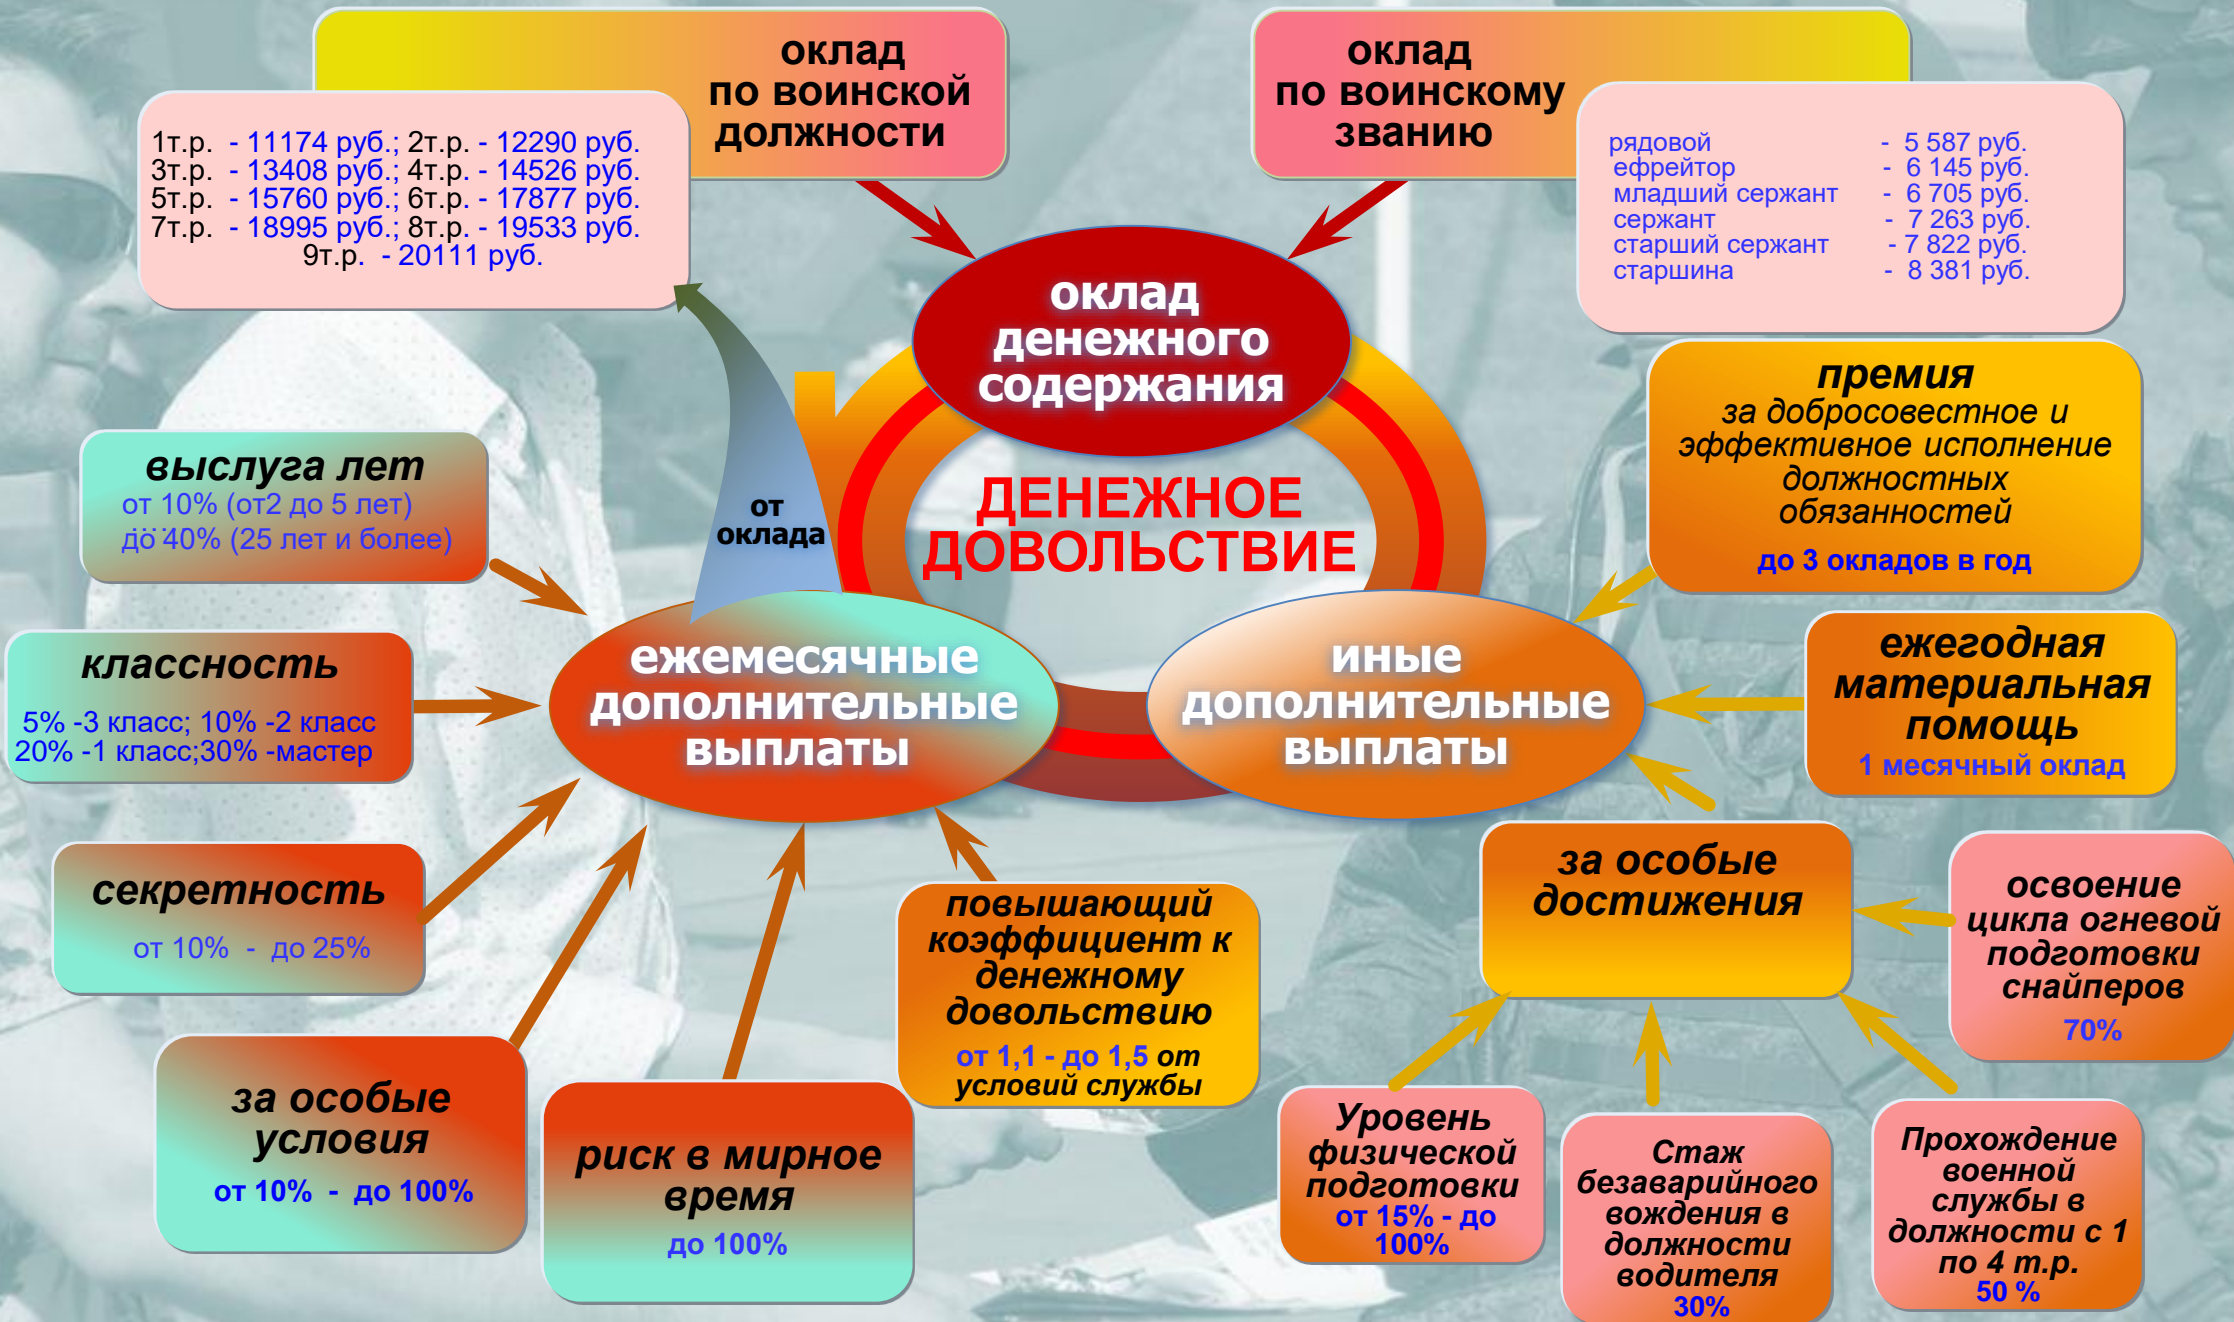 оклад
по воинской
должности
1т.р. - 11174 руб.; 2т.р. - 12290 руб.
3т.р. - 13408 руб.; 4т.р. - 14526 руб.
5т.р. - 15760 руб.; 6т.р. - 17877 руб.
7т.р. - 18995 руб.; 8т.р. - 19533 руб.
9т.р. - 20111 руб.
оклад
по воинскому
званию
рядовой - 5 587 руб.
ефрейтор - 6 145 руб.
младший сержант - 6 705 руб.
сержант - 7 263 руб.
старший сержант - 7 822 руб.
старшина - 8 381 руб.
оклад
денежного
содержания
ДЕНЕЖНОЕ
ДОВОЛЬСТВИЕ
от
оклада
ежемесячные
дополнительные
выплаты
иные
дополнительные
выплаты
выслуга лет
от 10% (от2 до 5 лет)
до 40% (25 лет и более)
классность
5% -3 класс; 10% -2 класс
20% -1 класс;30% -мастер
секретность
от 10% - до 25%
за особые
условия
от 10% - до 100%
риск в мирное
время
до 100%
повышающий
коэффициент к
денежному
довольствию
от 1,1 - до 1,5 от
условий службы
премия
за добросовестное и
эффективное исполнение
должностных
обязанностей
до 3 окладов в год
ежегодная
материальная
помощь
1 месячный оклад
за особые
достижения
освоение
цикла огневой
подготовки
снайперов
70%
Уровень
физической
подготовки
от 15% - до
100%
Стаж
безаварийного
вождения в
должности
водителя
30%
Прохождение
военной
службы в
должности с 1
по 4 т.р.
50 %